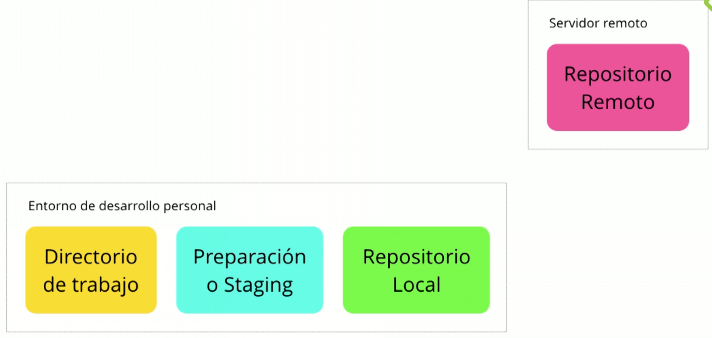 Servidor remoto
Repositorio
Remoto
Entorno de desarrollo personal
Directorio
de trabajo
Preparación
o Staging
Repositorio
Local